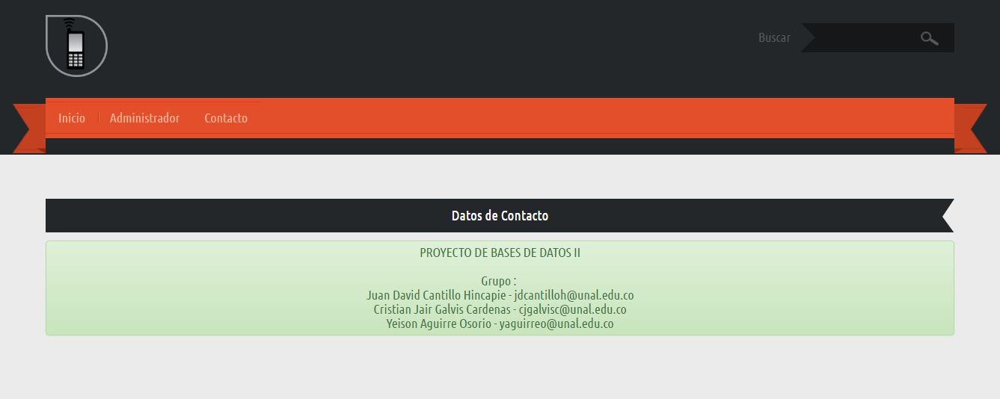 Buscar
Inicio
Administrador
Contacto
Datos de Contacto
PROYECTO DE BASES DE DATOS II
Grupo :
Juan David Cantillo Hincapie - jdcantilloh@unal.edu.co
Cristian Jair Galvis Cardenas - cjgalvisc@unal.edu.co
Yeison Aguirre Osorio - yaguirreo@unal.edu.co